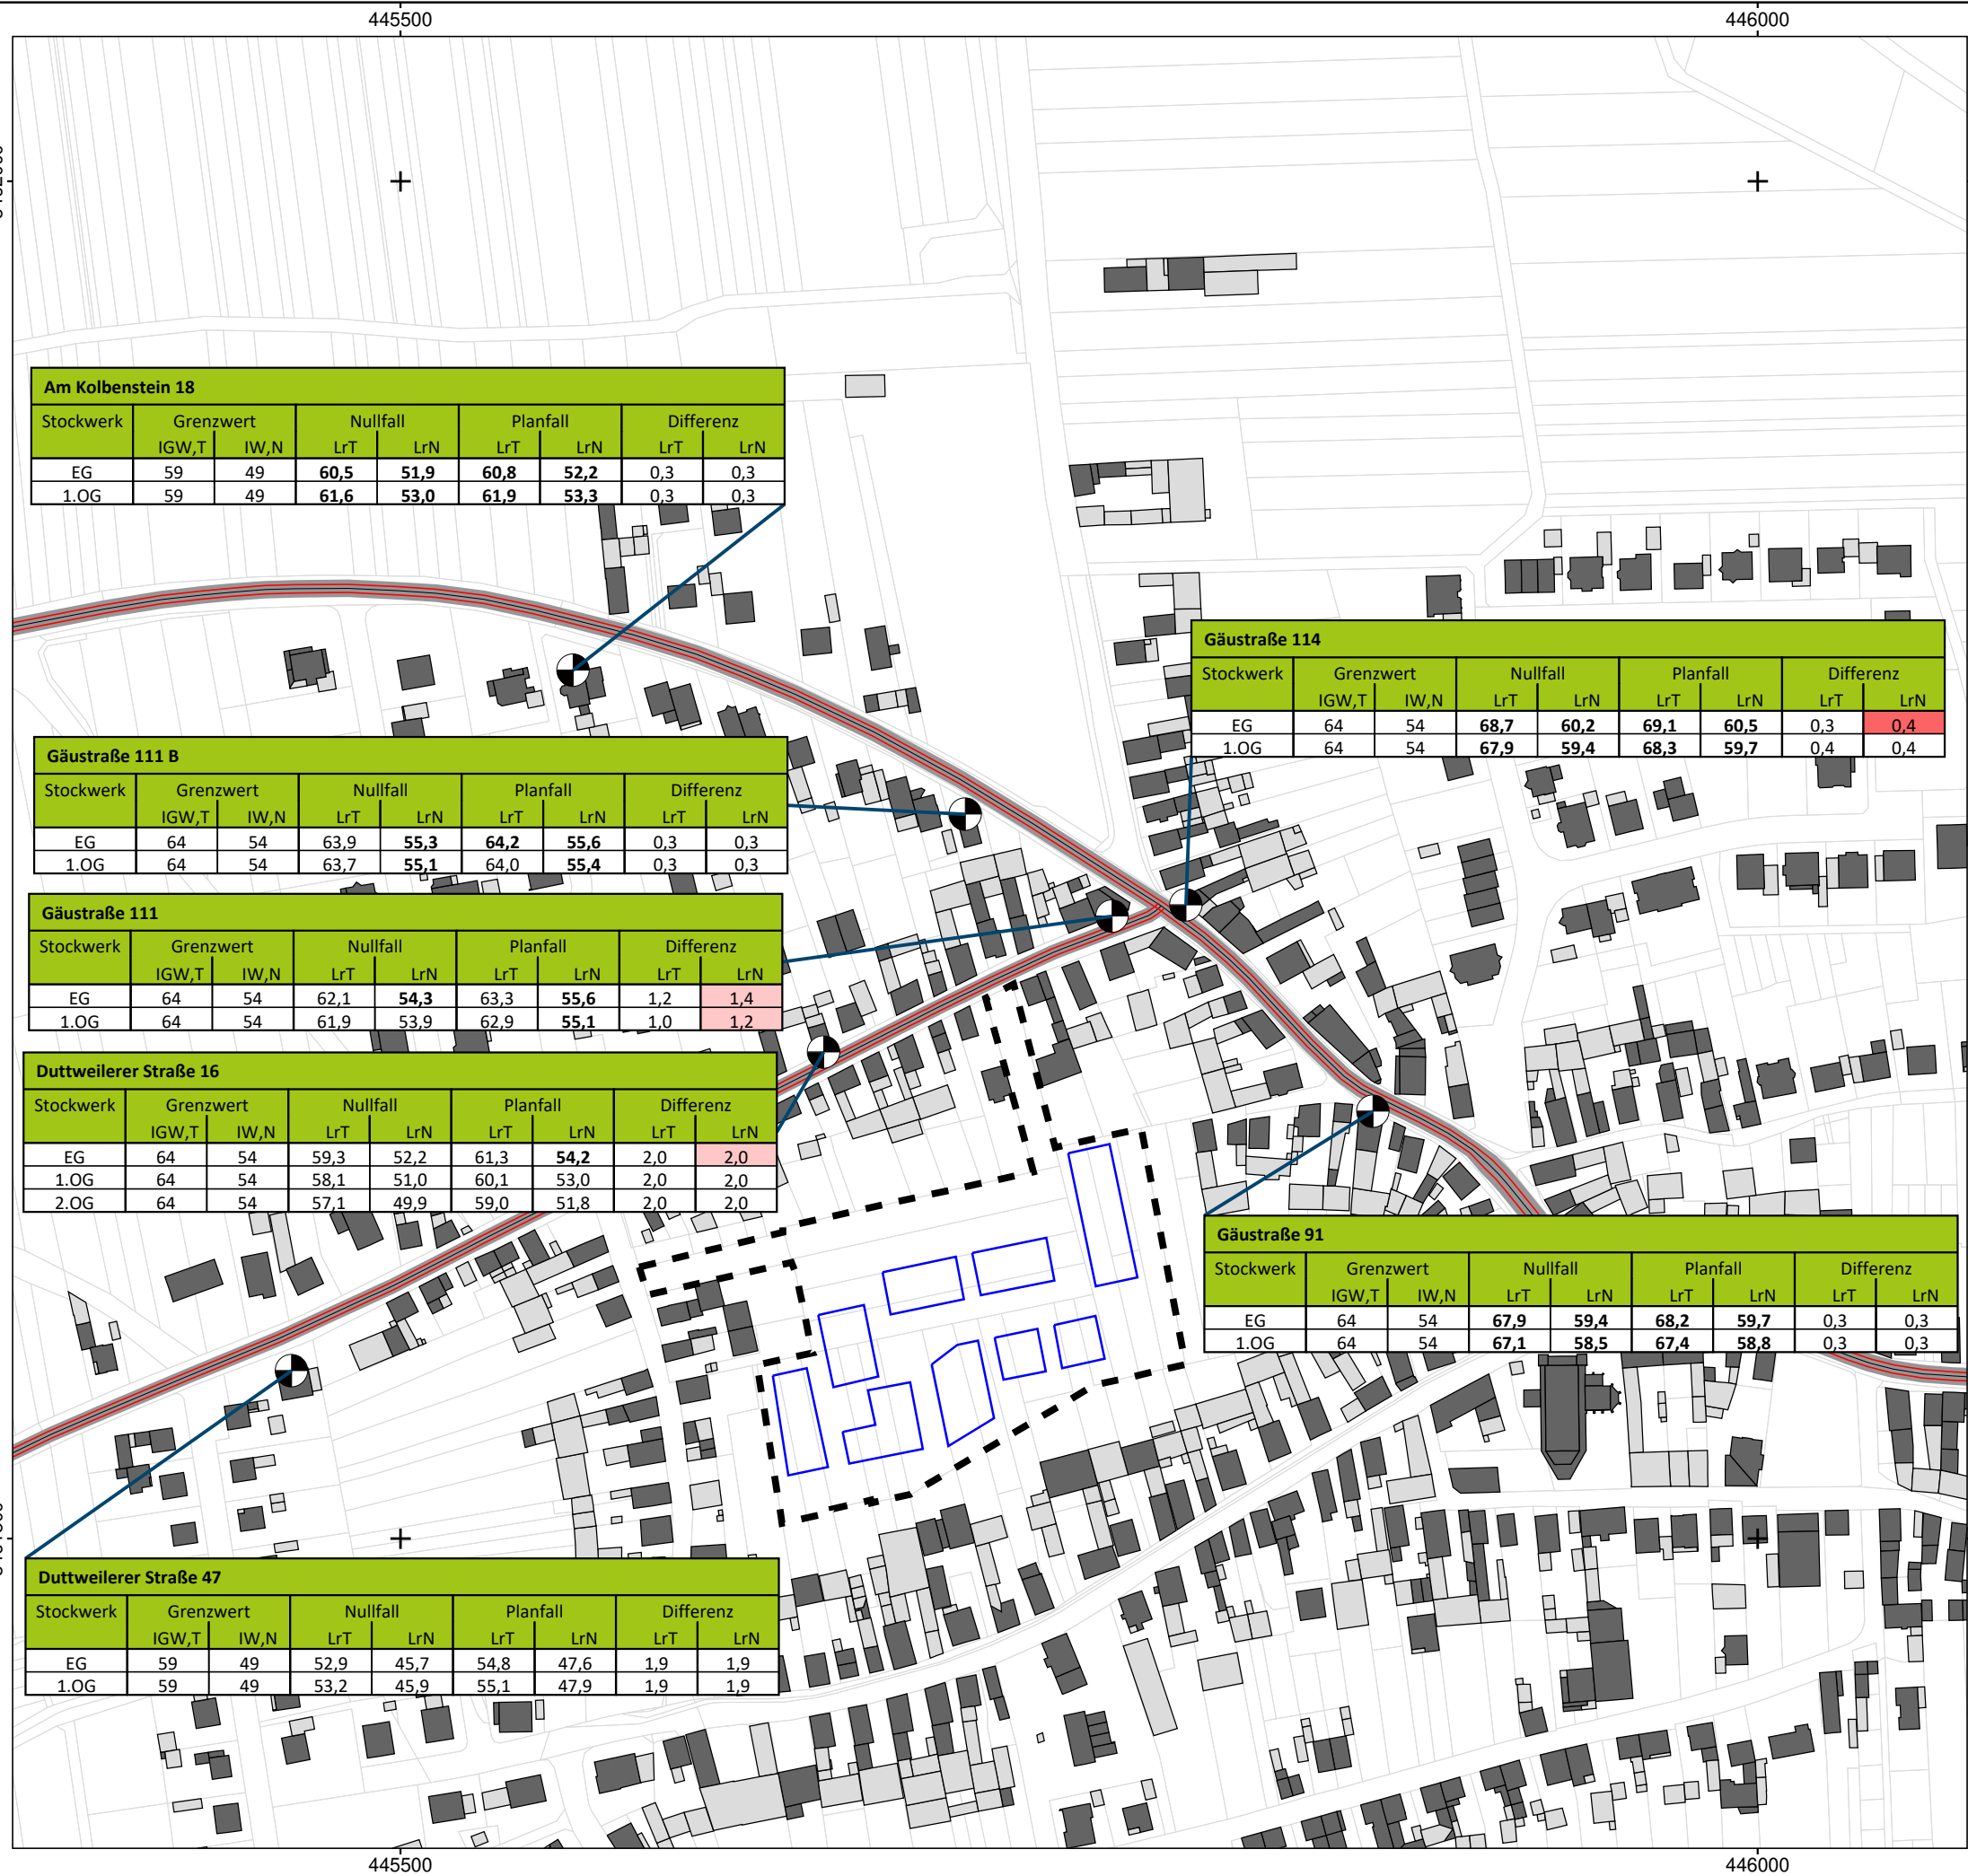 445500 446000
Am Kolbenstein 18
Stockwerk Grenzwert Nullfall Planfall Differenz
IGW,T IW,N LrT LrN LrT LrN LrT LrN
EG 59 49 60,5 51,9 60,8 52,2 0,3 0,3
1.OG 59 49 61,6 53,0 61,9 53,3 0,3 0,3
Gäustraße 114
Stockwerk Grenzwert Nullfall Planfall Differenz
IGW,T IW,N LrT LrN LrT LrN LrT LrN
EG 64 54 68,7 60,2 69,1 60,5 0,3 0,4
1.OG 64 54 67,9 59,4 68,3 59,7 0,4 0,4
Gäustraße 111 B
Stockwerk Grenzwert Nullfall Planfall Differenz
IGW,T IW,N LrT LrN LrT LrN LrT LrN
EG 64 54 63,9 55,3 64,2 55,6 0,3 0,3
1.OG 64 54 63,7 55,1 64,0 55,4 0,3 0,3
Gäustraße 111
Stockwerk Grenzwert Nullfall Planfall Differenz
IGW,T IW,N LrT LrN LrT LrN LrT LrN
EG 64 54 62,1 54,3 63,3 55,6 1,2 1,4
1.OG 64 54 61,9 53,9 62,9 55,1 1,0 1,2
Duttweilerer Straße 16
Stockwerk Grenzwert Nullfall Planfall Differenz
IGW,T IW,N LrT LrN LrT LrN LrT LrN
EG 64 54 59,3 52,2 61,3 54,2 2,0 2,0
1.OG 64 54 58,1 51,0 60,1 53,0 2,0 2,0
2.OG 64 54 57,1 49,9 59,0 51,8 2,0 2,0
Gäustraße 91
Stockwerk Grenzwert Nullfall Planfall Differenz
IGW,T IW,N LrT LrN LrT LrN LrT LrN
EG 64 54 67,9 59,4 68,2 59,7 0,3 0,3
1.OG 64 54 67,1 58,5 67,4 58,8 0,3 0,3
Duttweilerer Straße 47
Stockwerk Grenzwert Nullfall Planfall Differenz
IGW,T IW,N LrT LrN LrT LrN LrT LrN
EG 59 49 52,9 45,7 54,8 47,6 1,9 1,9
1.OG 59 49 53,2 45,9 55,1 47,9 1,9 1,9
445500 446000